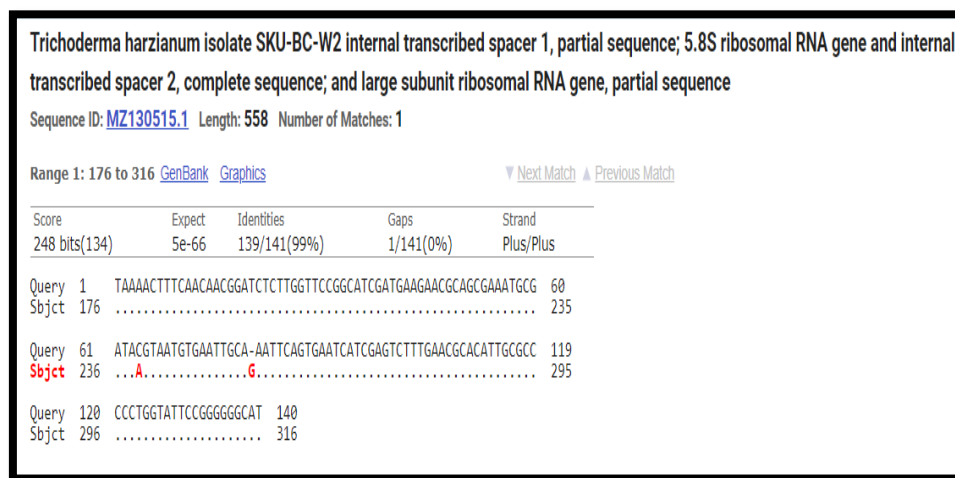 Trichoderma harzianum isolate SKU-BC-W2 internal transcribed spacer 1, partial sequence; 5.8S ribosomal RNA gene and internal
transcribed spacer 2, complete sequence; and large subunit ribosomal RNA gene, partial sequence
Sequence ID: MZ130515.1 Length: 558 Number of Matches: 1
Range 1: 176 to 316 GenBank Graphics ▼ Next Match ▲ Previous Match
Score Expect Identities Gaps Strand
248 bits(134) 5e-66 139/141(99%) 1/141(0%) Plus/Plus
Query 1 TAAAACTTTCAACAACGGATCTCTTGGTTCCGGCATCGATGAAGAACGCAGCGAAATGCG 60
Sbjct 176 ............................................................ 235
Query 61 ATACGTAATGTGAATTGCA-AATTCAGTGAATCATCGAGTCTTTGAACGCACATTGCGCC 119
Sbjct 236 ...A...............G........................................ 295
Query 120 CCCTGGTATTCCGGGGGGCAT 140
Sbjct 296 ..................... 316